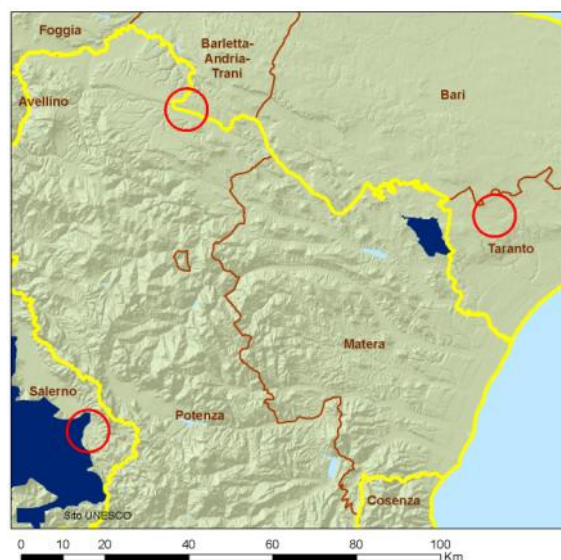 Foggia
Barletta-
Andria-
Trani
Bari
Avellino
Taranto
Matera
Salerno
Potenza
Sito UNESCO
Cosenza
0 10 20 40 60 80 100
Km